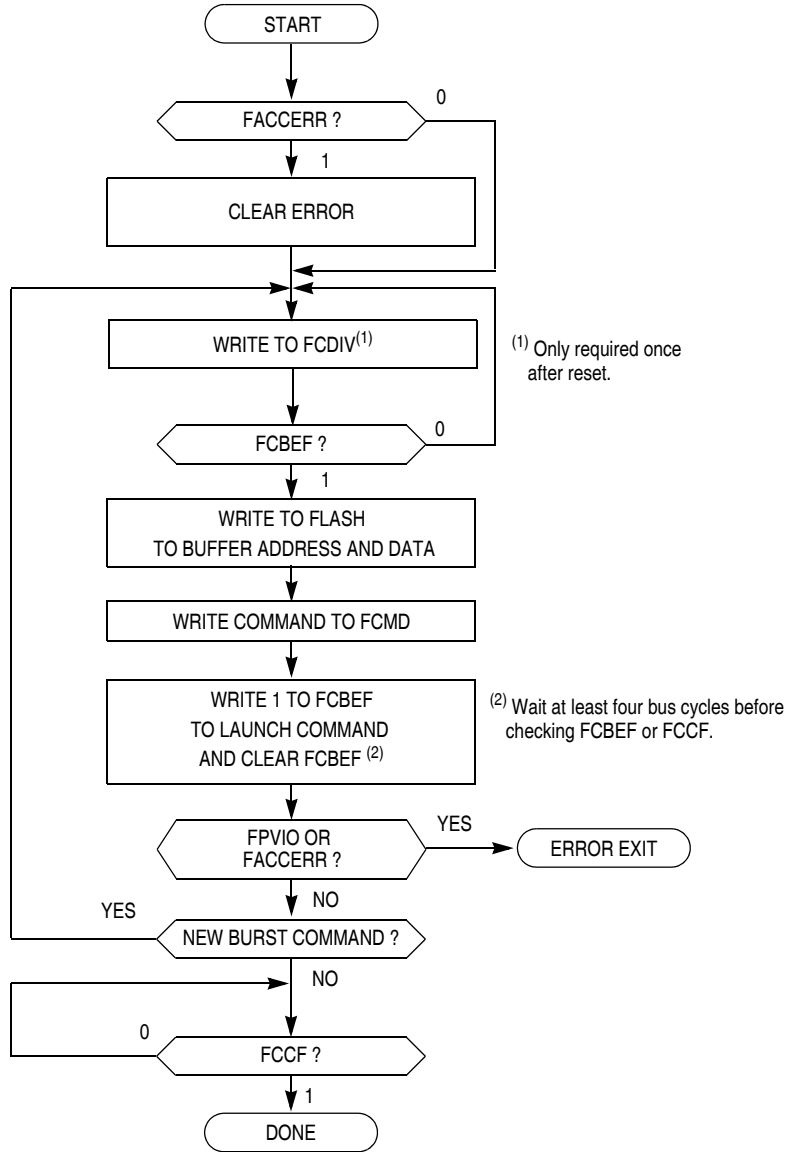 START
FACCERR ?
0
1
CLEAR ERROR
WRITE TO FCDIV(1)
(1) Only required once
after reset.
FCBEF ?
0
1
WRITE TO FLASH
TO BUFFER ADDRESS AND DATA
WRITE COMMAND TO FCMD
WRITE 1 TO FCBEF
TO LAUNCH COMMAND
AND CLEAR FCBEF (2)
(2) Wait at least four bus cycles before
checking FCBEF or FCCF.
FPVIO OR
FACCERR ?
YES
ERROR EXIT
NO
YES
NEW BURST COMMAND ?
NO
0
FCCF ?
1
DONE